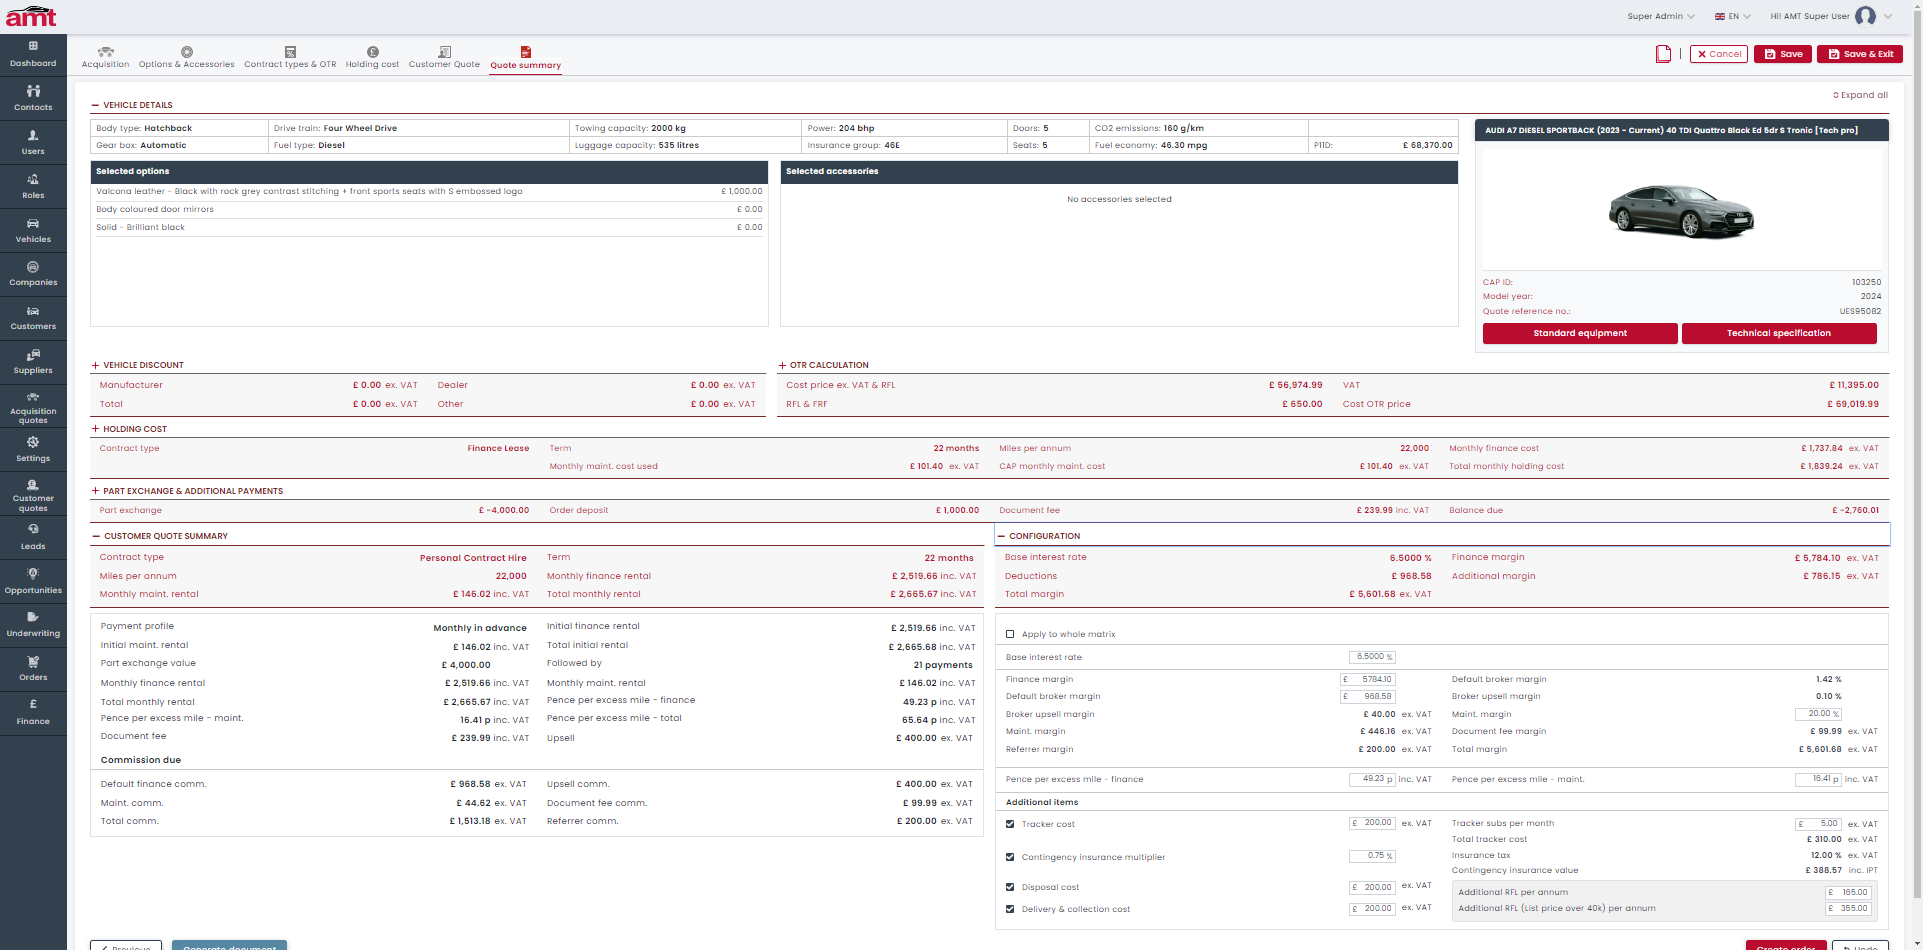 amt
Super Admin EN Hi! AMT Super User
Dashboard
Contacts
Users
Roles
Vehicles
Companies
Customers
Suppliers
Acquisition quotes
Settings
Customer quotes
Leads
Opportunities
Underwriting
Orders
Finance
Acquisition Options & Accessories Contract types & OTR Holding cost Customer Quote Quote summary
Cancel Save Save & Exit
Expand all
VEHICLE DETAILS
Body type: Hatchback Drive train: Four Wheel Drive Towing capacity: 2000 kg Power: 204 bhp Doors: 5 CO2 emissions: 160 g/km
Gear box: Automatic Fuel type: Diesel Luggage capacity: 535 litres Insurance group: 46E Seats: 5 Fuel economy: 46.30 mpg P11D: £ 68,370.00
Selected options
Valcona leather - Black with rock grey contrast stitching + front sports seats with S embossed logo £ 1,000.00
Body coloured door mirrors £ 0.00
Solid - Brilliant black £ 0.00
Selected accessories
No accessories selected
AUDI A7 DIESEL SPORTBACK (2023 - Current) 40 TDI Quattro Black Ed 5dr S Tronic [Tech pro]
CAP ID: 103250
Model year: 2024
Quote reference no.: UES95082
Standard equipment Technical specification
VEHICLE DISCOUNT
Manufacturer £ 0.00 ex. VAT Dealer £ 0.00 ex. VAT
Total £ 0.00 ex. VAT Other £ 0.00 ex. VAT
OTR CALCULATION
Cost price ex. VAT & RFL £ 56,974.99 VAT £ 11,395.00
RFL & FRF £ 650.00 Cost OTR price £ 69,019.99
HOLDING COST
Contract type Finance Lease Term 22 months Miles per annum 22,000 Monthly finance cost £ 1,737.84 ex. VAT
Monthly maint. cost used £ 101.40 ex. VAT CAP monthly maint. cost £ 101.40 ex. VAT Total monthly holding cost £ 1,839.24 ex. VAT
PART EXCHANGE & ADDITIONAL PAYMENTS
Part exchange £ -4,000.00 Order deposit £ 1,000.00 Document fee £ 239.99 inc. VAT Balance due £ -2,760.01
CUSTOMER QUOTE SUMMARY
Contract type Personal Contract Hire Term 22 months
Miles per annum 22,000 Monthly finance rental £ 2,519.66 inc. VAT
Monthly maint. rental £ 146.02 inc. VAT Total monthly rental £ 2,665.67 inc. VAT
Payment profile Monthly in advance Initial finance rental £ 2,519.66 inc. VAT
Initial maint. rental £ 146.02 inc. VAT Total initial rental £ 2,665.68 inc. VAT
Part exchange value £ 4,000.00 Followed by 21 payments
Monthly finance rental £ 2,519.66 inc. VAT Monthly maint. rental £ 146.02 inc. VAT
Total monthly rental £ 2,665.67 inc. VAT Pence per excess mile - finance 49.23 p inc. VAT
Pence per excess mile - maint. 16.41 p inc. VAT Pence per excess mile - total 65.64 p inc. VAT
Document fee £ 239.99 inc. VAT Upsell £ 400.00 ex. VAT
Commission due
Default finance comm. £ 968.58 ex. VAT Upsell comm. £ 400.00 ex. VAT
Maint. comm. £ 44.62 ex. VAT Document fee comm. £ 99.99 ex. VAT
Total comm. £ 1,513.18 ex. VAT Referrer comm. £ 200.00 ex. VAT
CONFIGURATION
Base interest rate 6.5000 % Finance margin £ 5,784.10 ex. VAT
Deductions £ 968.58 Additional margin £ 786.15 ex. VAT
Total margin £ 5,601.68 ex. VAT
Apply to whole matrix
Base interest rate 6.5000 %
Finance margin £ 5784.10 Default broker margin 1.42 %
Default broker margin £ 968.58 Broker upsell margin 0.10 %
Broker upsell margin £ 40.00 ex. VAT Maint. margin 20.00 %
Maint. margin £ 446.16 ex. VAT Document fee margin £ 99.99 ex. VAT
Referrer margin £ 200.00 ex. VAT Total margin £ 5,601.68 ex. VAT
Pence per excess mile - finance 49.23 p inc. VAT Pence per excess mile - maint. 16.41 p inc. VAT
Additional items
Tracker cost £ 200.00 ex. VAT Tracker subs per month £ 5.00 ex. VAT
Total tracker cost £ 310.00 ex. VAT
Contingency insurance multiplier 0.75 % Insurance tax 12.00 % ex. VAT
Contingency insurance value £ 388.57 inc. IPT
Disposal cost £ 200.00 ex. VAT Additional RFL per annum £ 165.00
Delivery & collection cost £ 200.00 ex. VAT Additional RFL (List price over 40k) per annum £ 355.00
Previous Generate document Create order Undo